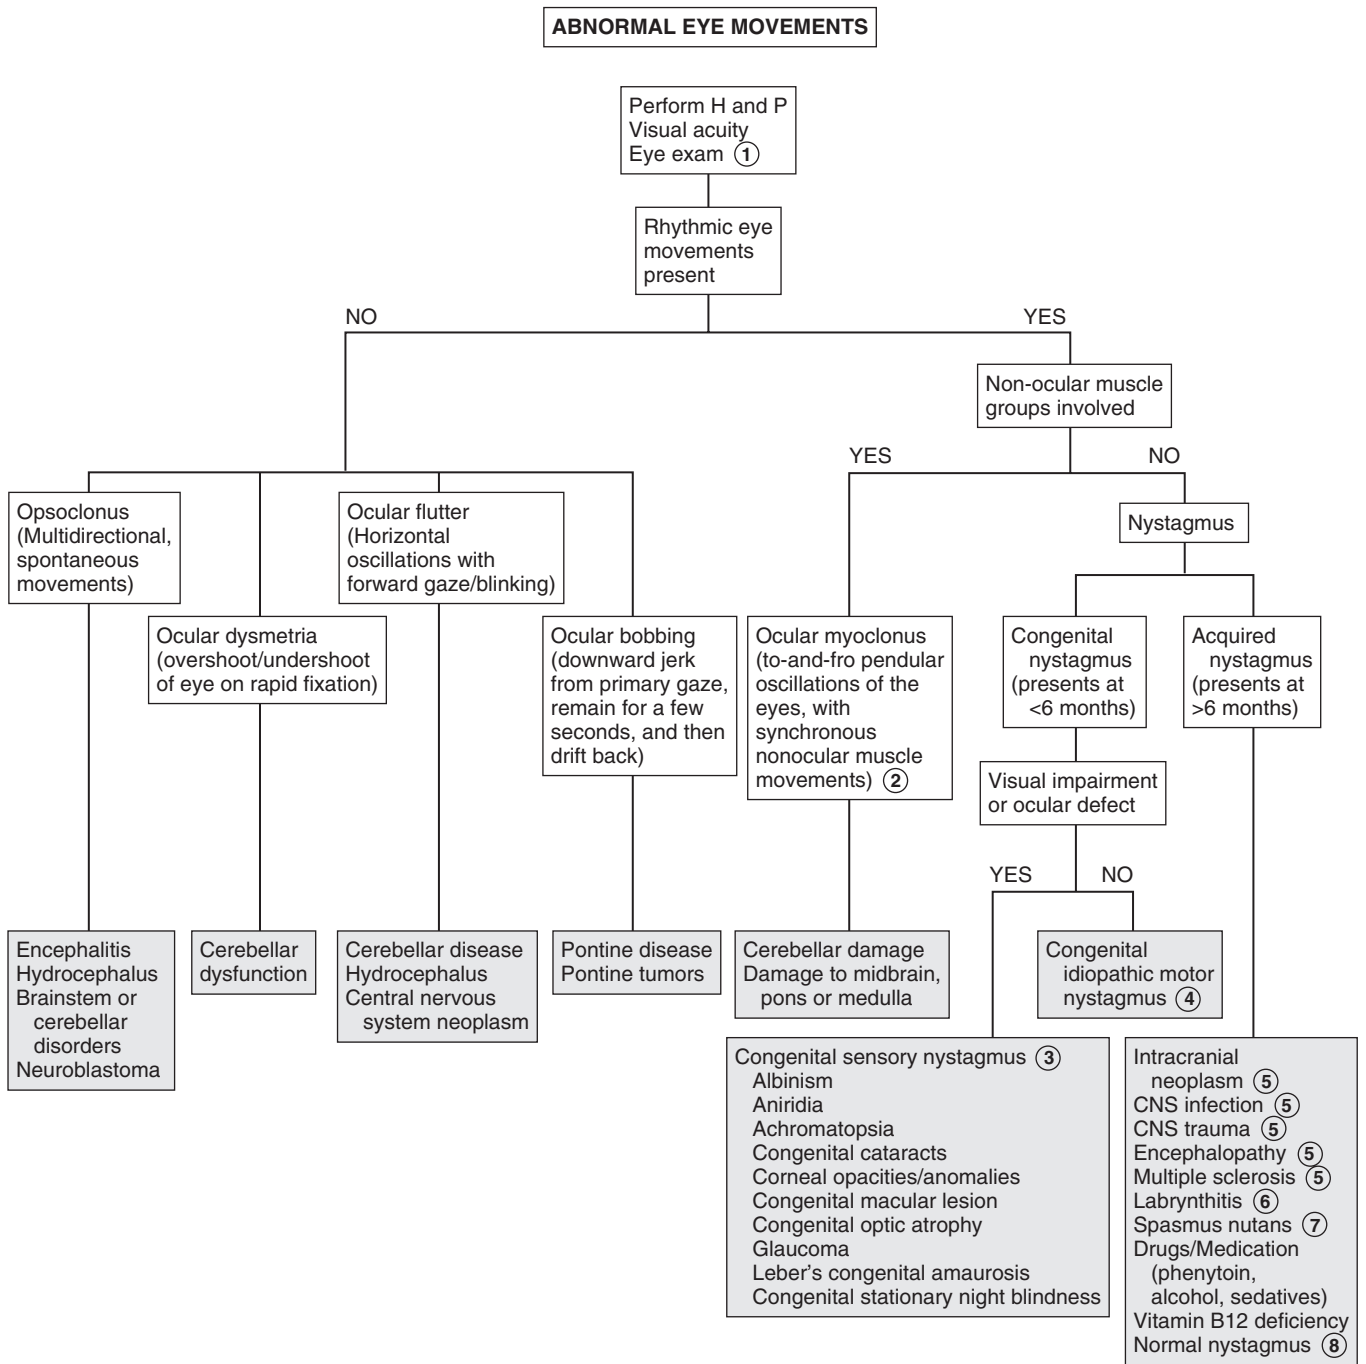 ABNORMAL EYE MOVEMENTS
Perform H and P
Visual acuity
Eye exam 1
Rhythmic eye
movements
present
NO
YES
Non-ocular muscle
groups involved
YES
NO
Opsoclonus
(Multidirectional,
spontaneous
movements)
Ocular flutter
(Horizontal
oscillations with
forward gaze/blinking)
Nystagmus
Ocular dysmetria
(overshoot/undershoot
of eye on rapid fixation)
Ocular bobbing
(downward jerk
from primary gaze,
remain for a few
seconds, and then
drift back)
Ocular myoclonus
(to-and-fro pendular
oscillations of the
eyes, with
synchronous
nonocular muscle
movements) 2
Congenital
nystagmus
(presents at
<6 months)
Acquired
nystagmus
(presents at
>6 months)
Visual impairment
or ocular defect
YES
NO
Encephalitis
Hydrocephalus
Brainstem or
cerebellar
disorders
Neuroblastoma
Cerebellar
dysfunction
Cerebellar disease
Hydrocephalus
Central nervous
system neoplasm
Pontine disease
Pontine tumors
Cerebellar damage
Damage to midbrain,
pons or medulla
Congenital
idiopathic motor
nystagmus 4
Congenital sensory nystagmus 3
Albinism
Aniridia
Achromatopsia
Congenital cataracts
Corneal opacities/anomalies
Congenital macular lesion
Congenital optic atrophy
Glaucoma
Leber's congenital amaurosis
Congenital stationary night blindness
Intracranial
neoplasm 5
CNS infection 5
CNS trauma 5
Encephalopathy 5
Multiple sclerosis 5
Labrynthitis 6
Spasmus nutans 7
Drugs/Medication
(phenytoin,
alcohol, sedatives)
Vitamin B12 deficiency
Normal nystagmus 8